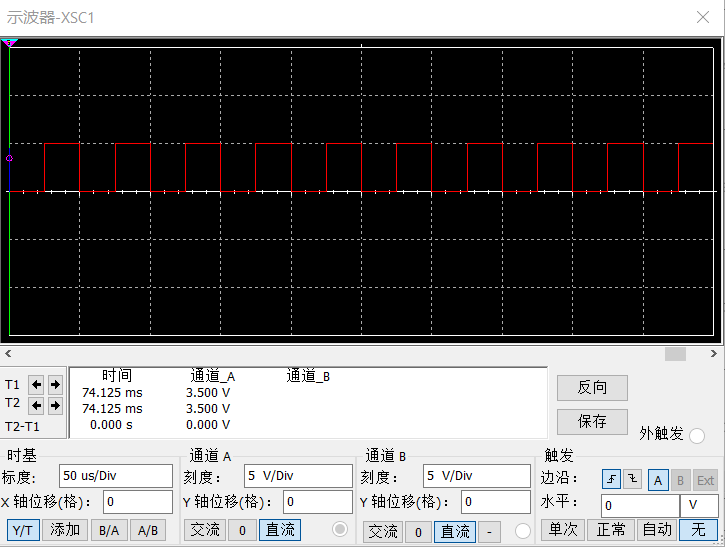 示波器-XSC1
时间 通道_A 通道_B
T1 74.125 ms 3.500 V
T2 74.125 ms 3.500 V
T2-T1 0.000 s 0.000 V
反向
保存
外触发
时基 通道 A 通道 B 触发
标度: 50 us/Div 刻度: 5 V/Div 刻度: 5 V/Div 边沿: A B Ext
X 轴位移(格): 0 Y 轴位移(格): 0 Y 轴位移(格): 0 水平: 0 V
Y/T 添加 B/A A/B 交流 0 直流 交流 0 直流 - 单次 正常 自动 无